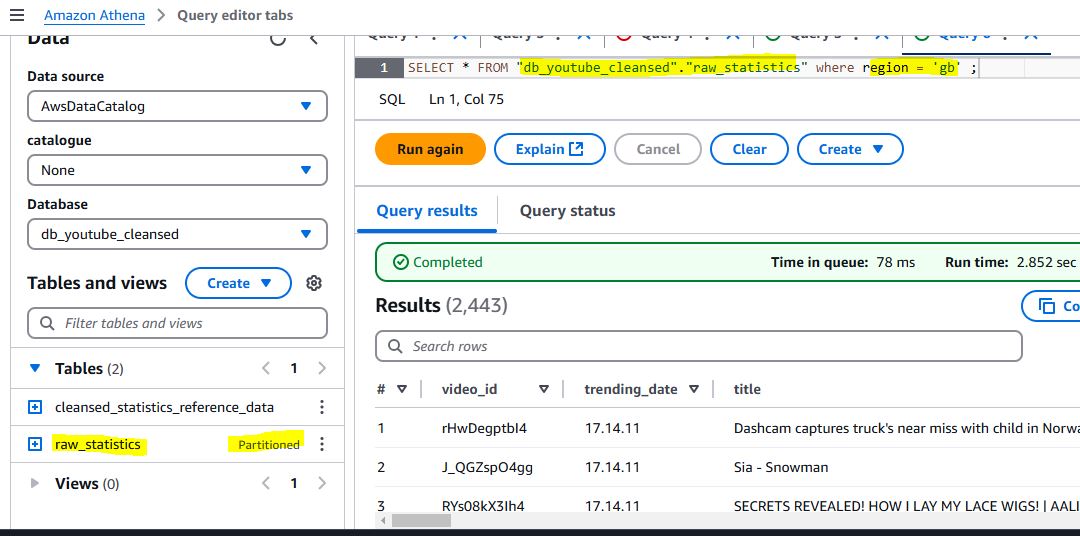 Amazon Athena > Query editor tabs
Data
Data source
AwsDataCatalog
catalogue
None
Database
db_youtube_cleansed
Tables and views
Create
Filter tables and views
Tables (2)
1
cleansed_statistics_reference_data
raw_statistics
Partitioned
Views (0)
1
1 SELECT * FROM "db_youtube_cleansed"."raw_statistics" where region = 'gb' ;
SQL Ln 1, Col 75
Run again Explain Cancel Clear Create
Query results Query status
Completed Time in queue: 78 ms Run time: 2.852 sec
Results (2,443)
Co
Search rows
# video_id trending_date title
1 rHwDegptbI4 17.14.11 Dashcam captures truck's near miss with child in Norwa
2 J_QGZspO4gg 17.14.11 Sia - Snowman
3 RYs08kX3Ih4 17.14.11 SECRETS REVEALED! HOW I LAY MY LACE WIGS! | AALI